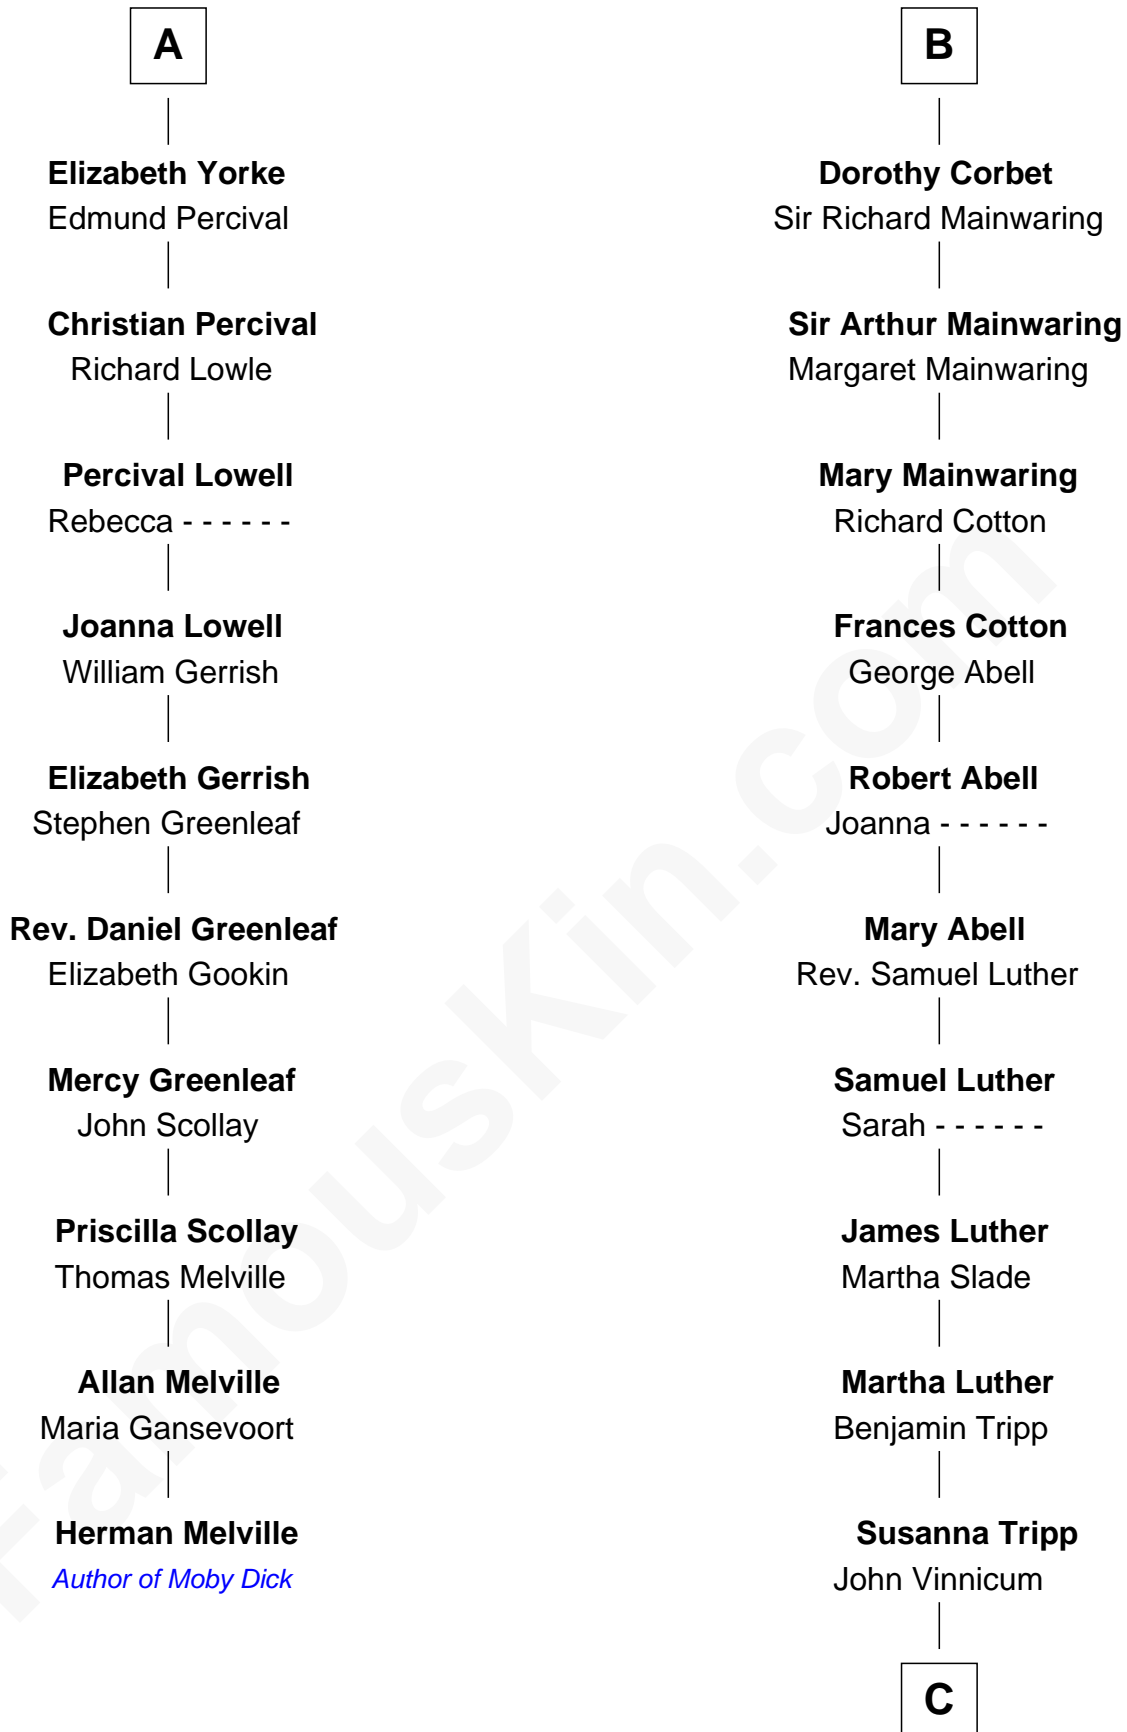 A
Elizabeth Yorke
Edmund Percival
Christian Percival
Richard Lowle
Percival Lowell
Rebecca - - - - - -
Joanna Lowell
William Gerrish
Elizabeth Gerrish
Stephen Greenleaf
Rev. Daniel Greenleaf
Elizabeth Gookin
Mercy Greenleaf
John Scollay
Priscilla Scollay
Thomas Melville
Allan Melville
Maria Gansevoort
Herman Melville
Author of Moby Dick
B
Dorothy Corbet
Sir Richard Mainwaring
Sir Arthur Mainwaring
Margaret Mainwaring
Mary Mainwaring
Richard Cotton
Frances Cotton
George Abell
Robert Abell
Joanna - - - - - -
Mary Abell
Rev. Samuel Luther
Samuel Luther
Sarah - - - - - -
James Luther
Martha Slade
Martha Luther
Benjamin Tripp
Susanna Tripp
John Vinnicum
C
FamousKin.com